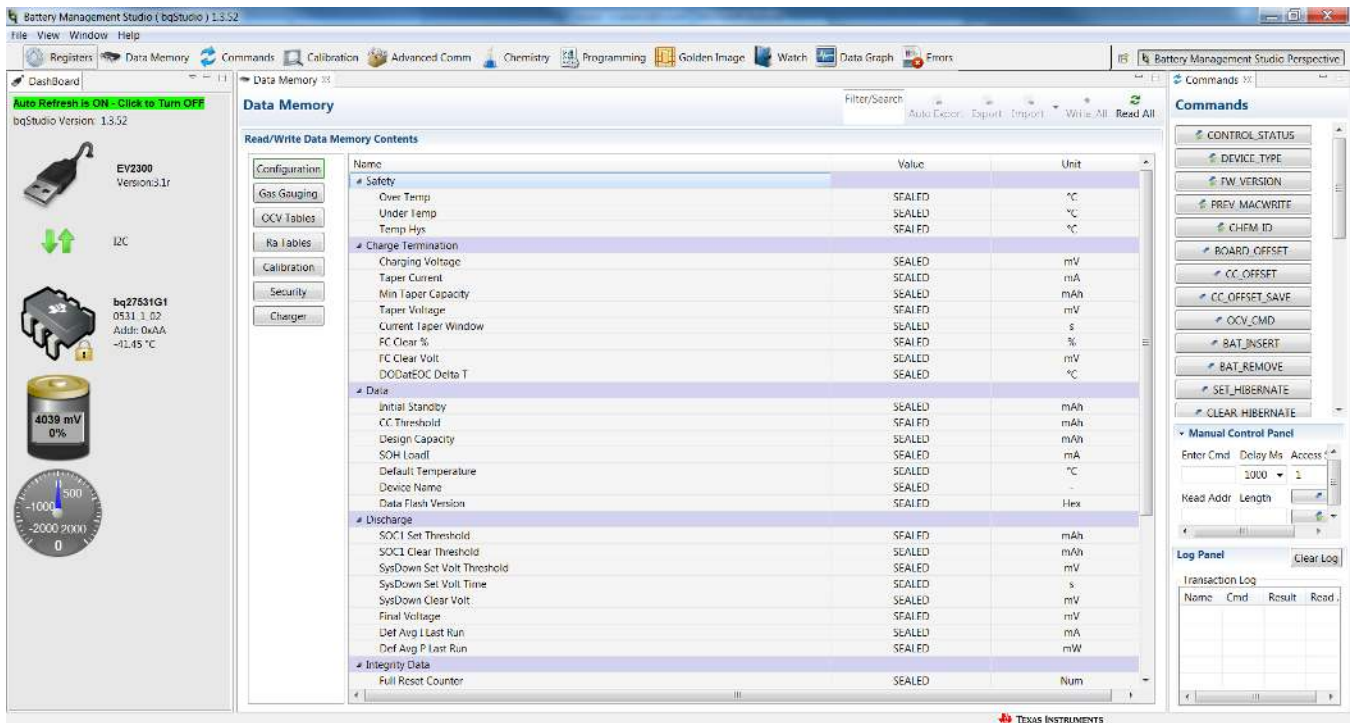 Battery Management Studio ( bqStudio ) 1.3.52
File View Window Help
Registers Data Memory Commands Calibration Advanced Comm Chemistry Programming Golden Image Watch Data Graph Errors Battery Management Studio Perspective
DashBoard
Auto Refresh is ON - Click to Turn OFF
bqStudio Version: 1.3.52
EV2300
Version:3.1r
I2C
bq27531G1
0531_1_02
Addr: 0xAA
-41.45 °C
4039 mV
0%
500
-1000
-2000 2000
0
Data Memory
Data Memory
Filter/Search
Auto Export Export Import Write_All Read All
Read/Write Data Memory Contents
Configuration
Gas Gauging
OCV Tables
Ra Tables
Calibration
Security
Charger
Name Value Unit
Safety
Over Temp SEALED °C
Under Temp SEALED °C
Temp Hys SEALED °C
Charge Termination
Charging Voltage SEALED mV
Taper Current SEALED mA
Min Taper Capacity SEALED mAh
Taper Voltage SEALED mV
Current Taper Window SEALED s
FC Clear % SEALED %
FC Clear Volt SEALED mV
DODatEOC Delta T SEALED °C
Data
Initial Standby SEALED mAh
CC Threshold SEALED mAh
Design Capacity SEALED mAh
SOH LoadI SEALED mA
Default Temperature SEALED °C
Device Name SEALED -
Data Flash Version SEALED Hex
Discharge
SOC1 Set Threshold SEALED mAh
SOC1 Clear Threshold SEALED mAh
SysDown Set Volt Threshold SEALED mV
SysDown Set Volt Time SEALED s
SysDown Clear Volt SEALED mV
Final Voltage SEALED mV
Def Avg I Last Run SEALED mA
Def Avg P Last Run SEALED mW
Integrity Data
Full Reset Counter SEALED Num
Commands
Commands
CONTROL_STATUS
DEVICE_TYPE
FW_VERSION
PREV_MACWRITE
CHEM_ID
BOARD_OFFSET
CC_OFFSET
CC_OFFSET_SAVE
OCV_CMD
BAT_INSERT
BAT_REMOVE
SET_HIBERNATE
CLEAR_HIBERNATE
Manual Control Panel
Enter Cmd Delay Ms Access
1000 1
Read Addr Length
Log Panel Clear Log
Transaction Log
Name Cmd Result Read
TEXAS INSTRUMENTS